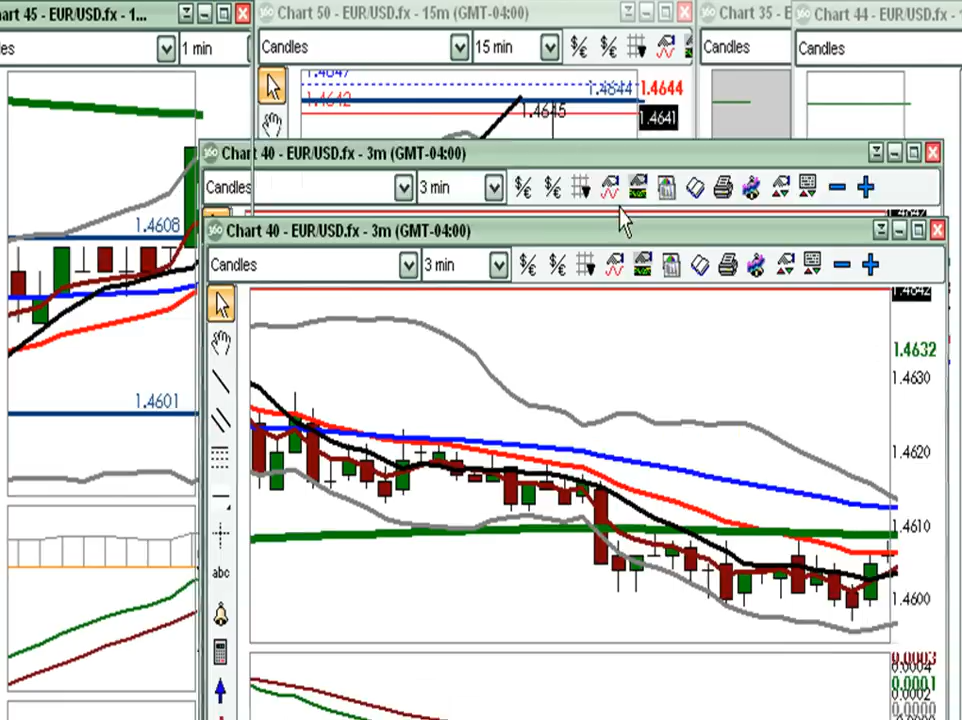 art 45 - EUR/USD.fx - 1...
Chart 50 - EUR/USD.fx - 15m (GMT-04:00)
Chart 35 - E
Chart 44 - EUR/USD.fx - 1
es
1 min
Candles
15 min
Candles
Candles
1.4647
1.4642
1.4644
1.4644
1.4645
1.4641
Chart 40 - EUR/USD.fx - 3m (GMT-04:00)
Candles
3 min
1.4608
Chart 40 - EUR/USD.fx - 3m (GMT-04:00)
Candles
3 min
1.4642
1.4632
1.4630
1.4601
1.4620
1.4610
abc
1.4600
0.0003
0.0004
0.0001
0.0002
0.0000